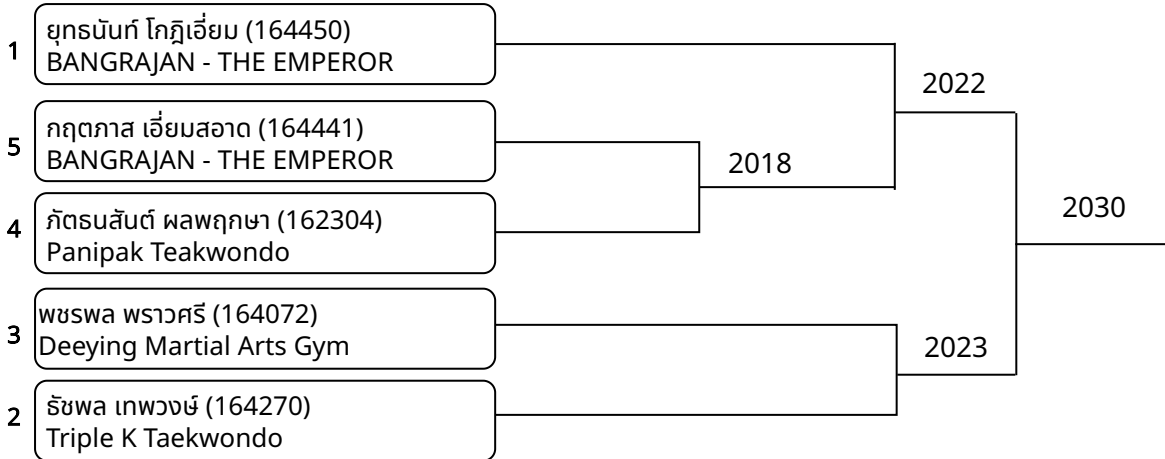 1
ยุทธนันท์ โกฎิเอี่ยม (164450)
BANGRAJAN - THE EMPEROR
2022
5
กฤตภาส เอี่ยมสอาด (164441)
BANGRAJAN - THE EMPEROR
2018
4
ภัตธนสันต์ ผลพฤกษา (162304)
Panipak Teakwondo
2030
3
พชรพล พราวศรี (164072)
Deeying Martial Arts Gym
2023
2
ธัชพล เทพวงษ์ (164270)
Triple K Taekwondo